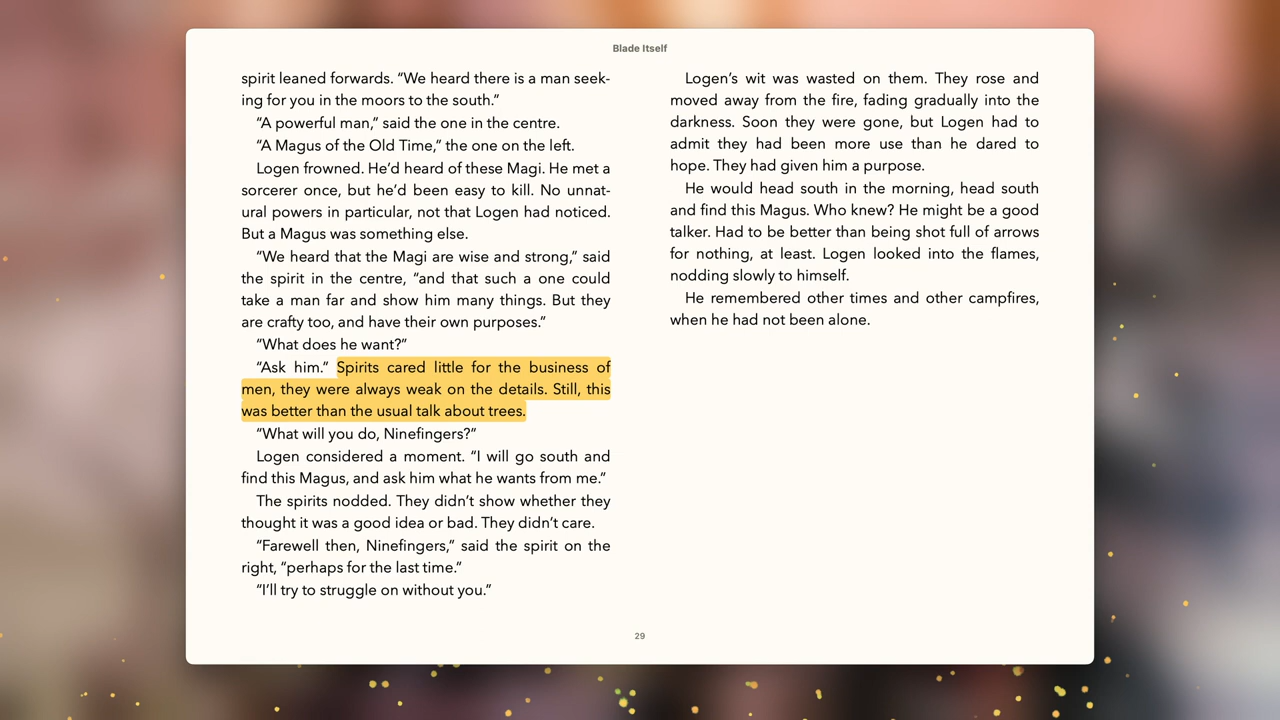 Blade Itself
spirit leaned forwards. “We heard there is a man seek-
ing for you in the moors to the south.”
“A powerful man,” said the one in the centre.
“A Magus of the Old Time,” the one on the left.
Logen frowned. He’d heard of these Magi. He met a
sorcerer once, but he’d been easy to kill. No unnat-
ural powers in particular, not that Logen had noticed.
But a Magus was something else.
“We heard that the Magi are wise and strong,” said
the spirit in the centre, “and that such a one could
take a man far and show him many things. But they
are crafty too, and have their own purposes.”
“What does he want?”
“Ask him.” Spirits cared little for the business of
men, they were always weak on the details. Still, this
was better than the usual talk about trees.
“What will you do, Ninefingers?”
Logen considered a moment. “I will go south and
find this Magus, and ask him what he wants from me.”
The spirits nodded. They didn’t show whether they
thought it was a good idea or bad. They didn’t care.
“Farewell then, Ninefingers,” said the spirit on the
right, “perhaps for the last time.”
“I’ll try to struggle on without you.”
Logen’s wit was wasted on them. They rose and
moved away from the fire, fading gradually into the
darkness. Soon they were gone, but Logen had to
admit they had been more use than he dared to
hope. They had given him a purpose.
He would head south in the morning, head south
and find this Magus. Who knew? He might be a good
talker. Had to be better than being shot full of arrows
for nothing, at least. Logen looked into the flames,
nodding slowly to himself.
He remembered other times and other campfires,
when he had not been alone.
29